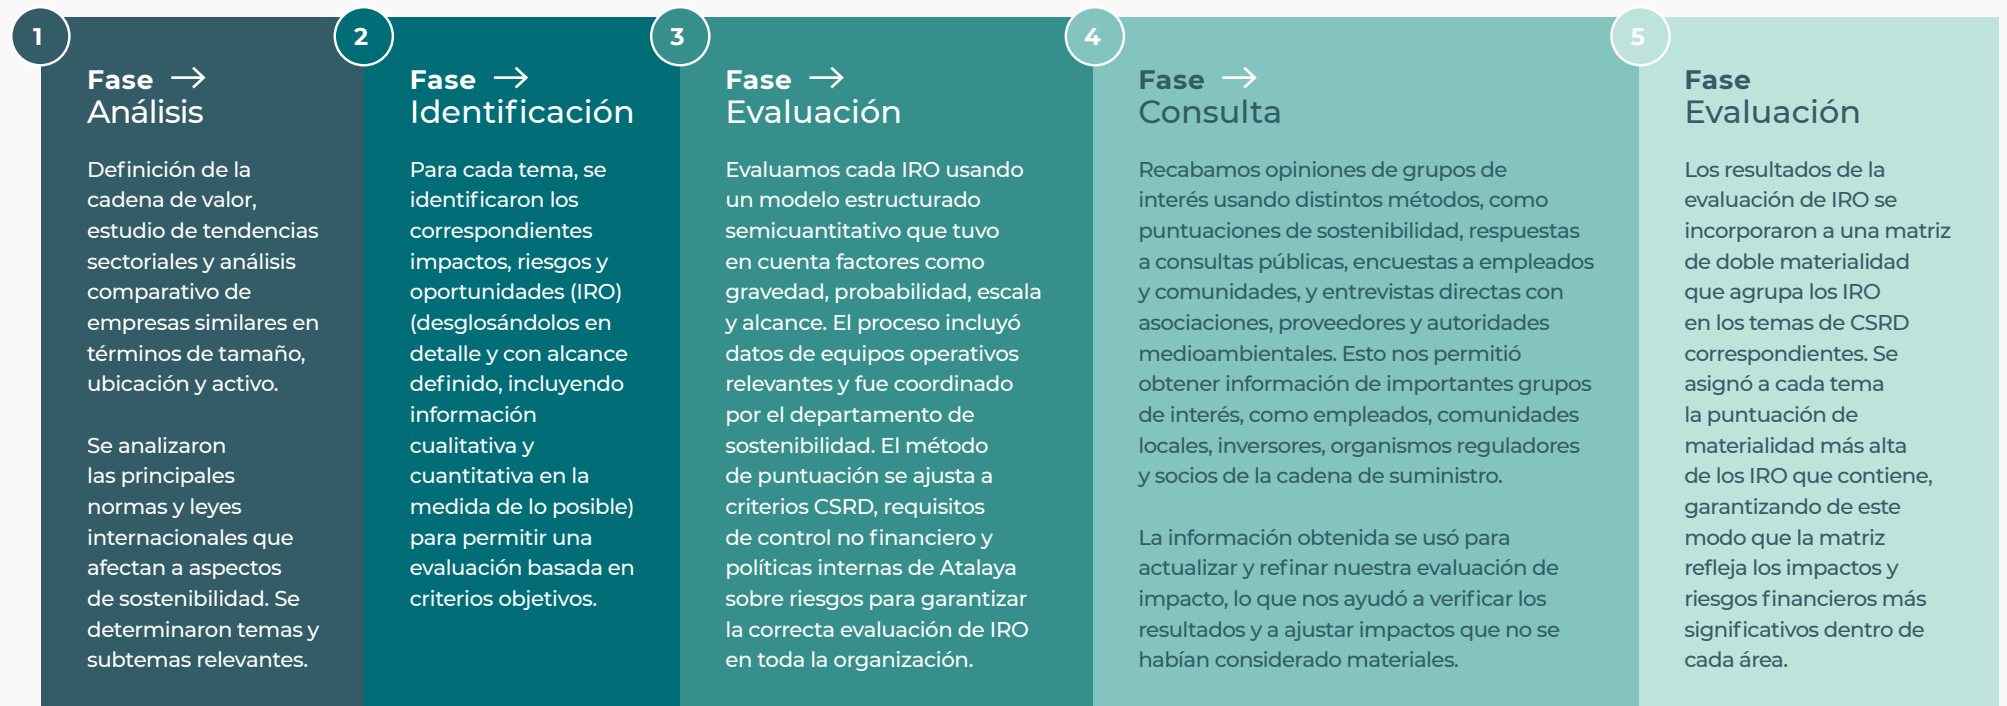 1
Fase →
Análisis
Definición de la
cadena de valor,
estudio de tendencias
sectoriales y análisis
comparativo de
empresas similares en
términos de tamaño,
ubicación y activo.
Se analizaron
las principales
normas y leyes
internacionales que
afectan a aspectos
de sostenibilidad. Se
determinaron temas y
subtemas relevantes.
2
Fase →
Identificación
Para cada tema, se
identificaron los
correspondientes
impactos, riesgos y
oportunidades (IRO)
(desglosándolos en
detalle y con alcance
definido, incluyendo
información
cualitativa y
cuantitativa en la
medida de lo posible)
para permitir una
evaluación basada en
criterios objetivos.
3
Fase →
Evaluación
Evaluamos cada IRO usando
un modelo estructurado
semicuantitativo que tuvo
en cuenta factores como
gravedad, probabilidad, escala
y alcance. El proceso incluyó
datos de equipos operativos
relevantes y fue coordinado
por el departamento de
sostenibilidad. El método
de puntuación se ajusta a
criterios CSRD, requisitos
de control no financiero y
políticas internas de Atalaya
sobre riesgos para garantizar
la correcta evaluación de IRO
en toda la organización.
4
Fase →
Consulta
Recabamos opiniones de grupos de
interés usando distintos métodos, como
puntuaciones de sostenibilidad, respuestas
a consultas públicas, encuestas a empleados
y comunidades, y entrevistas directas con
asociaciones, proveedores y autoridades
medioambientales. Esto nos permitió
obtener información de importantes grupos
de interés, como empleados, comunidades
locales, inversores, organismos reguladores
y socios de la cadena de suministro.
La información obtenida se usó para
actualizar y refinar nuestra evaluación de
impacto, lo que nos ayudó a verificar los
resultados y a ajustar impactos que no se
habían considerado materiales.
5
Fase
Evaluación
Los resultados de la
evaluación de IRO se
incorporaron a una matriz
de doble materialidad
que agrupa los IRO
en los temas de CSRD
correspondientes. Se
asignó a cada tema
la puntuación de
materialidad más alta
de los IRO que contiene,
garantizando de este
modo que la matriz
refleja los impactos y
riesgos financieros más
significativos dentro de
cada área.